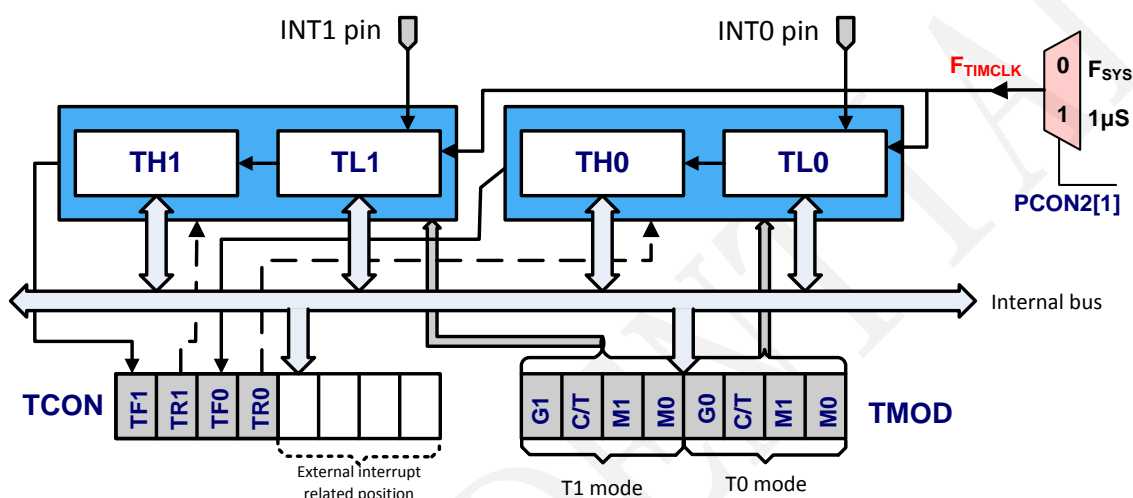 INT1 pin
INT0 pin
FTIMCLK
0
FSYS
1
1μS
TH1
TL1
TH0
TL0
PCON2[1]
Internal bus
TCON
TF1
TR1
TF0
TR0
G1
C/T
M1
M0
G0
C/T
M1
M0
TMOD
External interrupt
related position
T1 mode
T0 mode